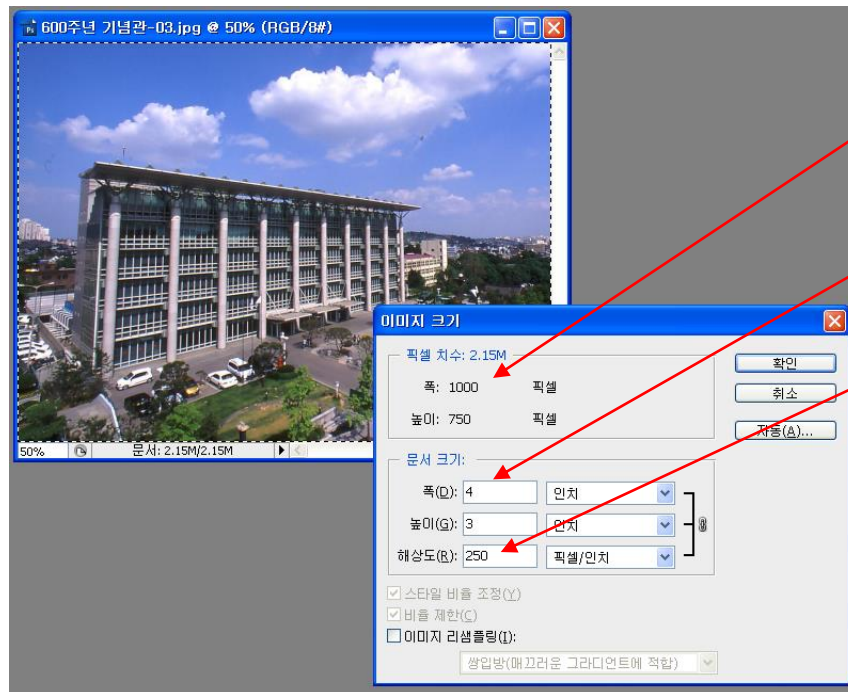 600주년 기념관-03.jpg @ 50% (RGB/8#)
50% 문서: 2.15M/2.15M
이미지 크기
픽셀 치수: 2.15M
폭: 1000 픽셀
높이: 750 픽셀
확인
취소
자동(A)...
문서 크기:
폭(D): 4 인치
높이(G): 3 인치
해상도(R): 250 픽셀/인치
스타일 비율 조정(Y)
비율 제한(C)
이미지 리샘플링(I):
쌍입방(매끄러운 그라디언트에 적합)